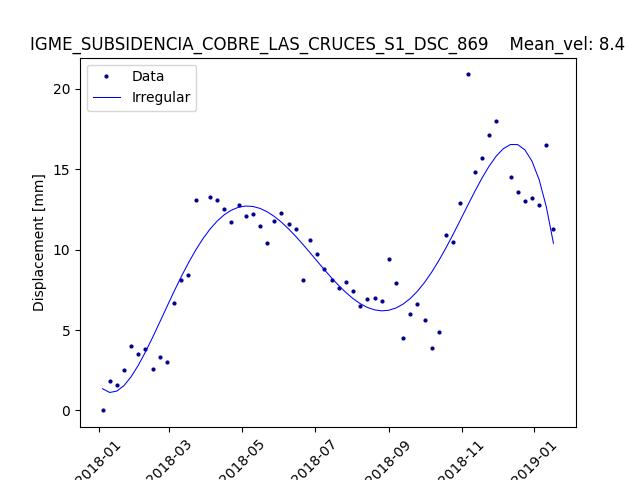 IGME_SUBSIDENCIA_COBRE_LAS_CRUCES_S1_DSC_869 Mean_vel: 8.4
Data
Irregular
Displacement [mm]
20
15
10
5
0
2018-01 2018-03 2018-05 2018-07 2018-09 2018-11 2019-01